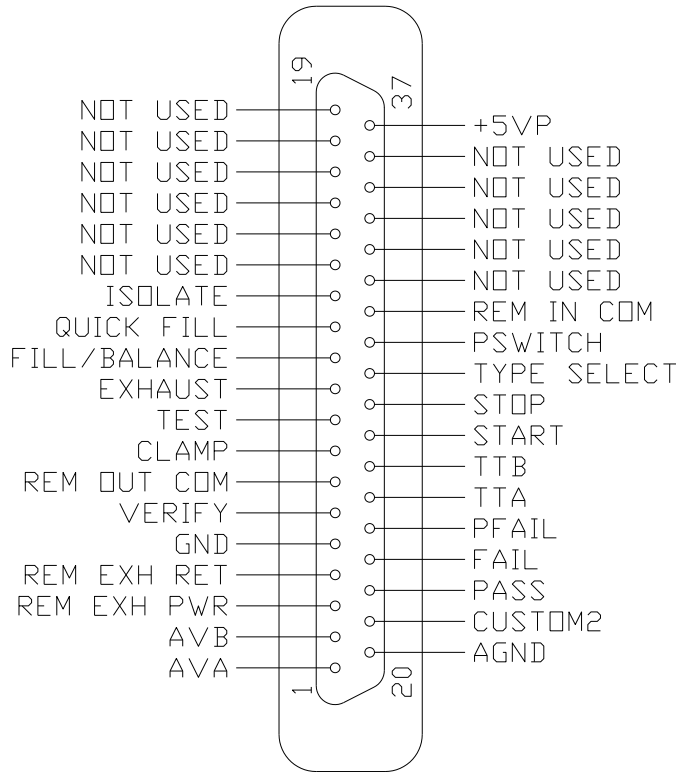 19
37
NOT USED
NOT USED
NOT USED
NOT USED
NOT USED
NOT USED
ISOLATE
QUICK FILL
FILL/BALANCE
EXHAUST
TEST
CLAMP
REM OUT COM
VERIFY
GND
REM EXH RET
REM EXH PWR
AVB
AVA
+5VP
NOT USED
NOT USED
NOT USED
NOT USED
NOT USED
REM IN COM
PSWITCH
TYPE SELECT
STOP
START
TTB
TTA
PFAIL
FAIL
PASS
CUSTOM2
AGND
1
20